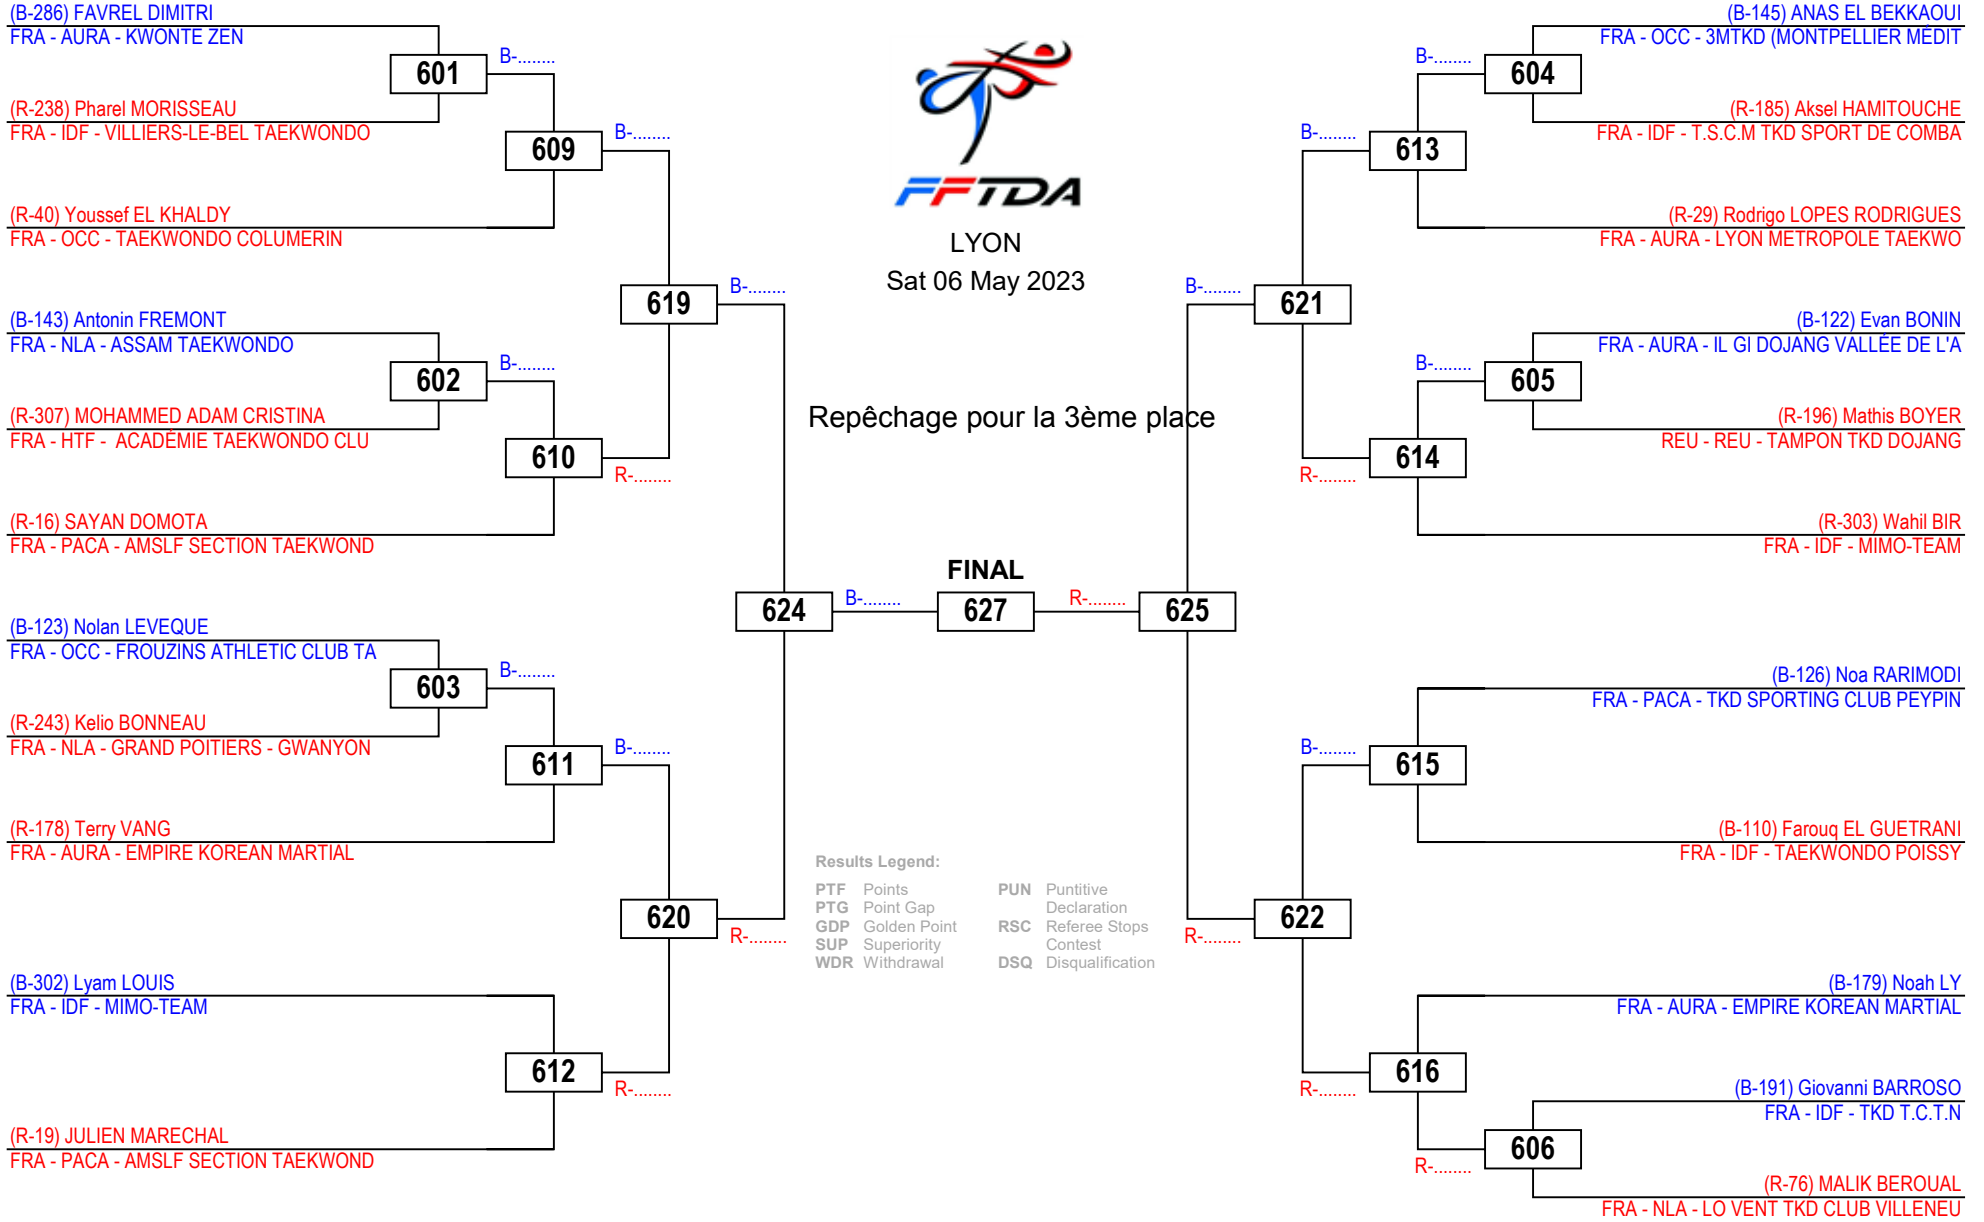 (B-286) FAVREL DIMITRI
FRA - AURA - KWONTE ZEN
601
B-........
(R-238) Pharel MORISSEAU
FRA - IDF - VILLIERS-LE-BEL TAEKWONDO
609
B-........
(R-40) Youssef EL KHALDY
FRA - OCC - TAEKWONDO COLUMERIN
619
B-........
(B-143) Antonin FREMONT
FRA - NLA - ASSAM TAEKWONDO
602
B-........
(R-307) MOHAMMED ADAM CRISTINA
FRA - HTF -  ACADÉMIE TAEKWONDO CLU
610
R-........
(R-16) SAYAN DOMOTA
FRA - PACA - AMSLF SECTION TAEKWOND
624
B-........
(B-123) Nolan LEVEQUE
FRA - OCC - FROUZINS ATHLETIC CLUB TA
603
B-........
(R-243) Kelio BONNEAU
FRA - NLA - GRAND POITIERS - GWANYON
611
B-........
(R-178) Terry VANG
FRA - AURA - EMPIRE KOREAN MARTIAL
620
R-........
(B-302) Lyam LOUIS
FRA - IDF - MIMO-TEAM
612
R-........
(R-19) JULIEN MARECHAL
FRA - PACA - AMSLF SECTION TAEKWOND
FFTDA
LYON
Sat 06 May 2023
Repêchage pour la 3ème place
FINAL
627
Results Legend:
PTF Points
PTG Point Gap
GDP Golden Point
SUP Superiority
WDR Withdrawal
PUN Puntitive
Declaration
RSC Referee Stops
Contest
DSQ Disqualification
(B-145) ANAS EL BEKKAOUI
FRA - OCC - 3MTKD (MONTPELLIER MÉDIT
B-........
604
(R-185) Aksel HAMITOUCHE
FRA - IDF - T.S.C.M TKD SPORT DE COMBA
B-........
613
(R-29) Rodrigo LOPES RODRIGUES
FRA - AURA - LYON METROPOLE TAEKWO
B-........
621
(B-122) Evan BONIN
FRA - AURA - IL GI DOJANG VALLÉE DE L'A
B-........
605
(R-196) Mathis BOYER
REU - REU - TAMPON TKD DOJANG
614
R-........
(R-303) Wahil BIR
FRA - IDF - MIMO-TEAM
R-........
625
(B-126) Noa RARIMODI
FRA - PACA - TKD SPORTING CLUB PEYPIN
B-........
615
(B-110) Farouq EL GUETRANI
FRA - IDF - TAEKWONDO POISSY
622
R-........
(B-179) Noah LY
FRA - AURA - EMPIRE KOREAN MARTIAL
616
R-........
(B-191) Giovanni BARROSO
FRA - IDF - TKD T.C.T.N
606
R-........
(R-76) MALIK BEROUAL
FRA - NLA - LO VENT TKD CLUB VILLENEU